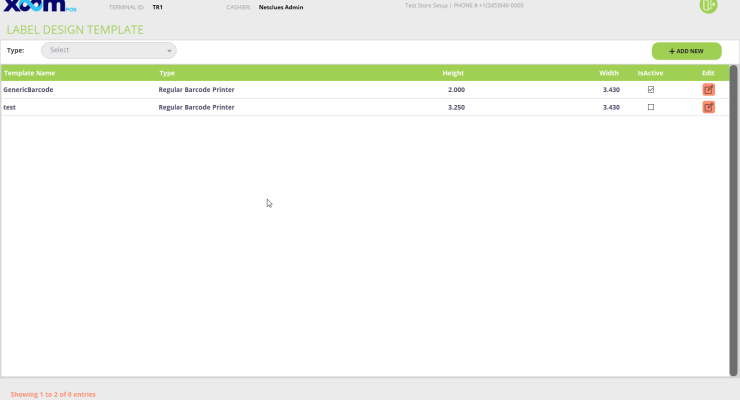 xoom POS TERMINAL ID: TR1 CASHIER: Netclues Admin Test Store Setup | PHONE # +1(345)949-0000
LABEL DESIGN TEMPLATE
Type: Select + ADD NEW
Template Name Type Height Width IsActive Edit
GenericBarcode Regular Barcode Printer 2.000 3.430
test Regular Barcode Printer 3.250 3.430
Showing 1 to 2 of 0 entries